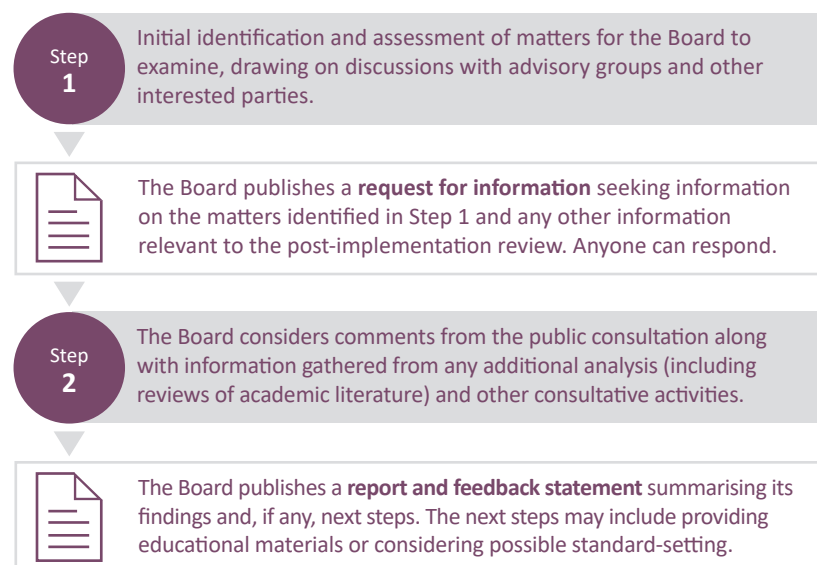 Step
1
Initial identification and assessment of matters for the Board to
examine, drawing on discussions with advisory groups and other
interested parties.
The Board publishes a request for information seeking information
on the matters identified in Step 1 and any other information
relevant to the post-implementation review. Anyone can respond.
Step
2
The Board considers comments from the public consultation along
with information gathered from any additional analysis (including
reviews of academic literature) and other consultative activities.
The Board publishes a report and feedback statement summarising its
findings and, if any, next steps. The next steps may include providing
educational materials or considering possible standard-setting.